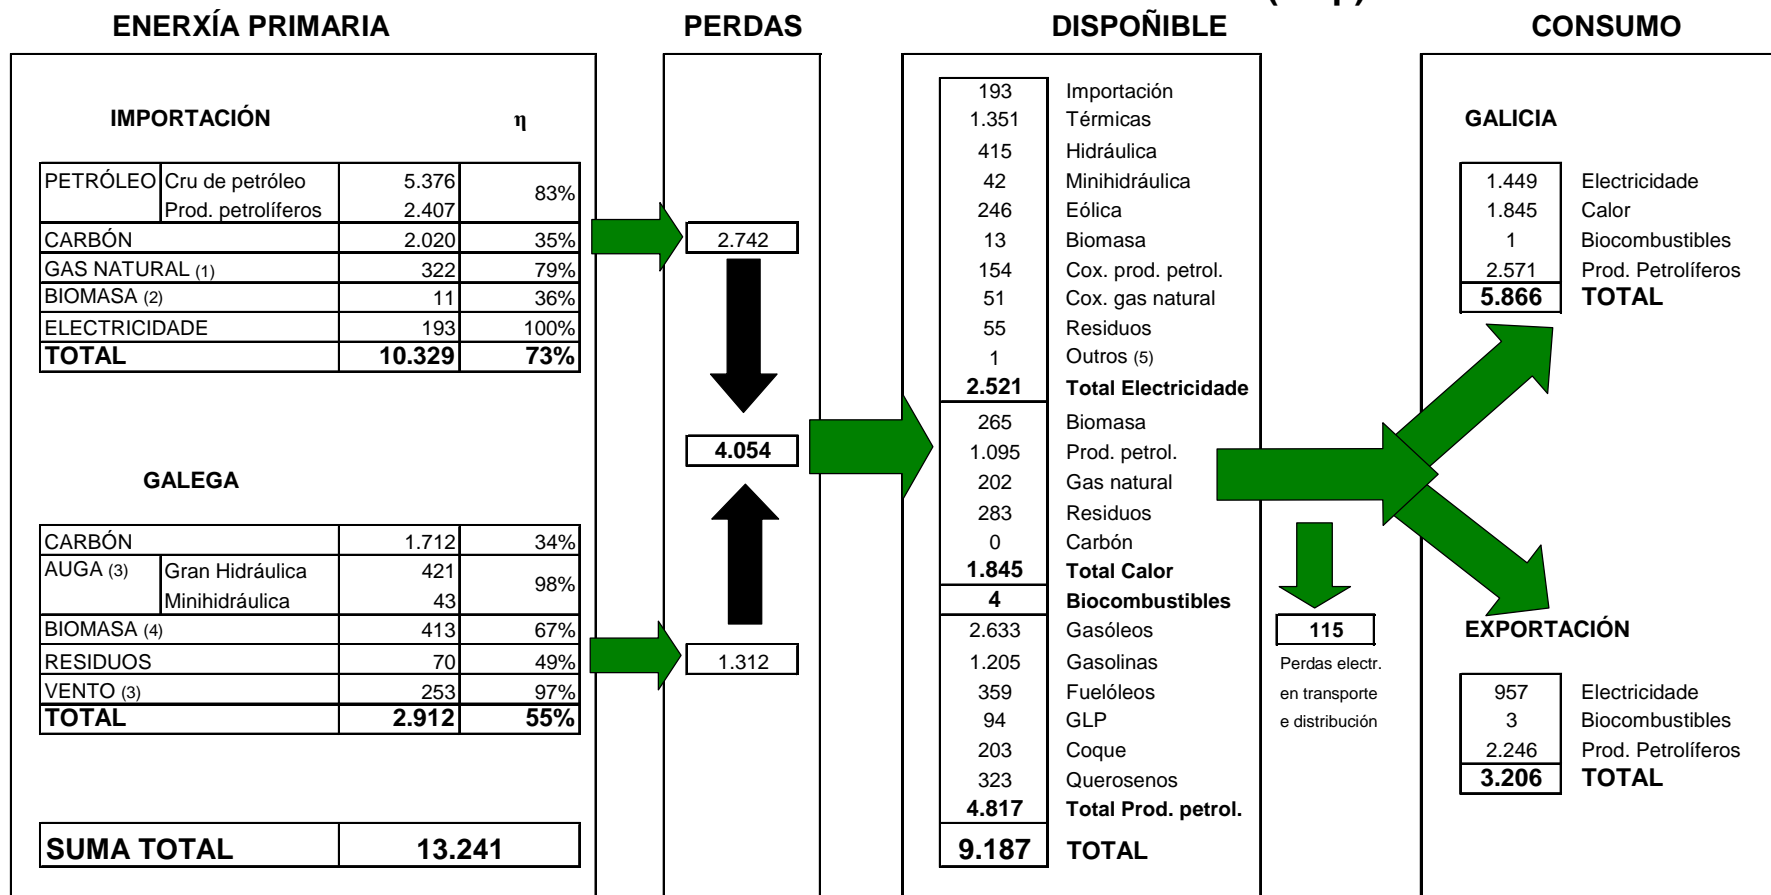 ENERXÍA PRIMARIA
PERDAS
DISPOÑIBLE
CONSUMO
IMPORTACIÓN η
PETRÓLEO Cru de petróleo 5.376 83%
Prod. petrolíferos 2.407
CARBÓN 2.020 35%
GAS NATURAL (1) 322 79%
BIOMASA (2) 11 36%
ELECTRICIDADE 193 100%
TOTAL 10.329 73%
GALEGA
CARBÓN 1.712 34%
AUGA (3) Gran Hidráulica 421 98%
Minihidráulica 43
BIOMASA (4) 413 67%
RESIDUOS 70 49%
VENTO (3) 253 97%
TOTAL 2.912 55%
SUMA TOTAL 13.241
2.742
4.054
1.312
193 Importación
1.351 Térmicas
415 Hidráulica
42 Minihidráulica
246 Eólica
13 Biomasa
154 Cox. prod. petrol.
51 Cox. gas natural
55 Residuos
1 Outros (5)
2.521 Total Electricidade
265 Biomasa
1.095 Prod. petrol.
202 Gas natural
283 Residuos
0 Carbón
1.845 Total Calor
4 Biocombustibles
2.633 Gasóleos
1.205 Gasolinas
359 Fuelóleos
94 GLP
203 Coque
323 Querosenos
4.817 Total Prod. petrol.
9.187 TOTAL
115
Perdas electr.
en transporte
e distribución
GALICIA
1.449 Electricidade
1.845 Calor
1 Biocombustibles
2.571 Prod. Petrolíferos
5.866 TOTAL
EXPORTACIÓN
957 Electricidade
3 Biocombustibles
2.246 Prod. Petrolíferos
3.206 TOTAL